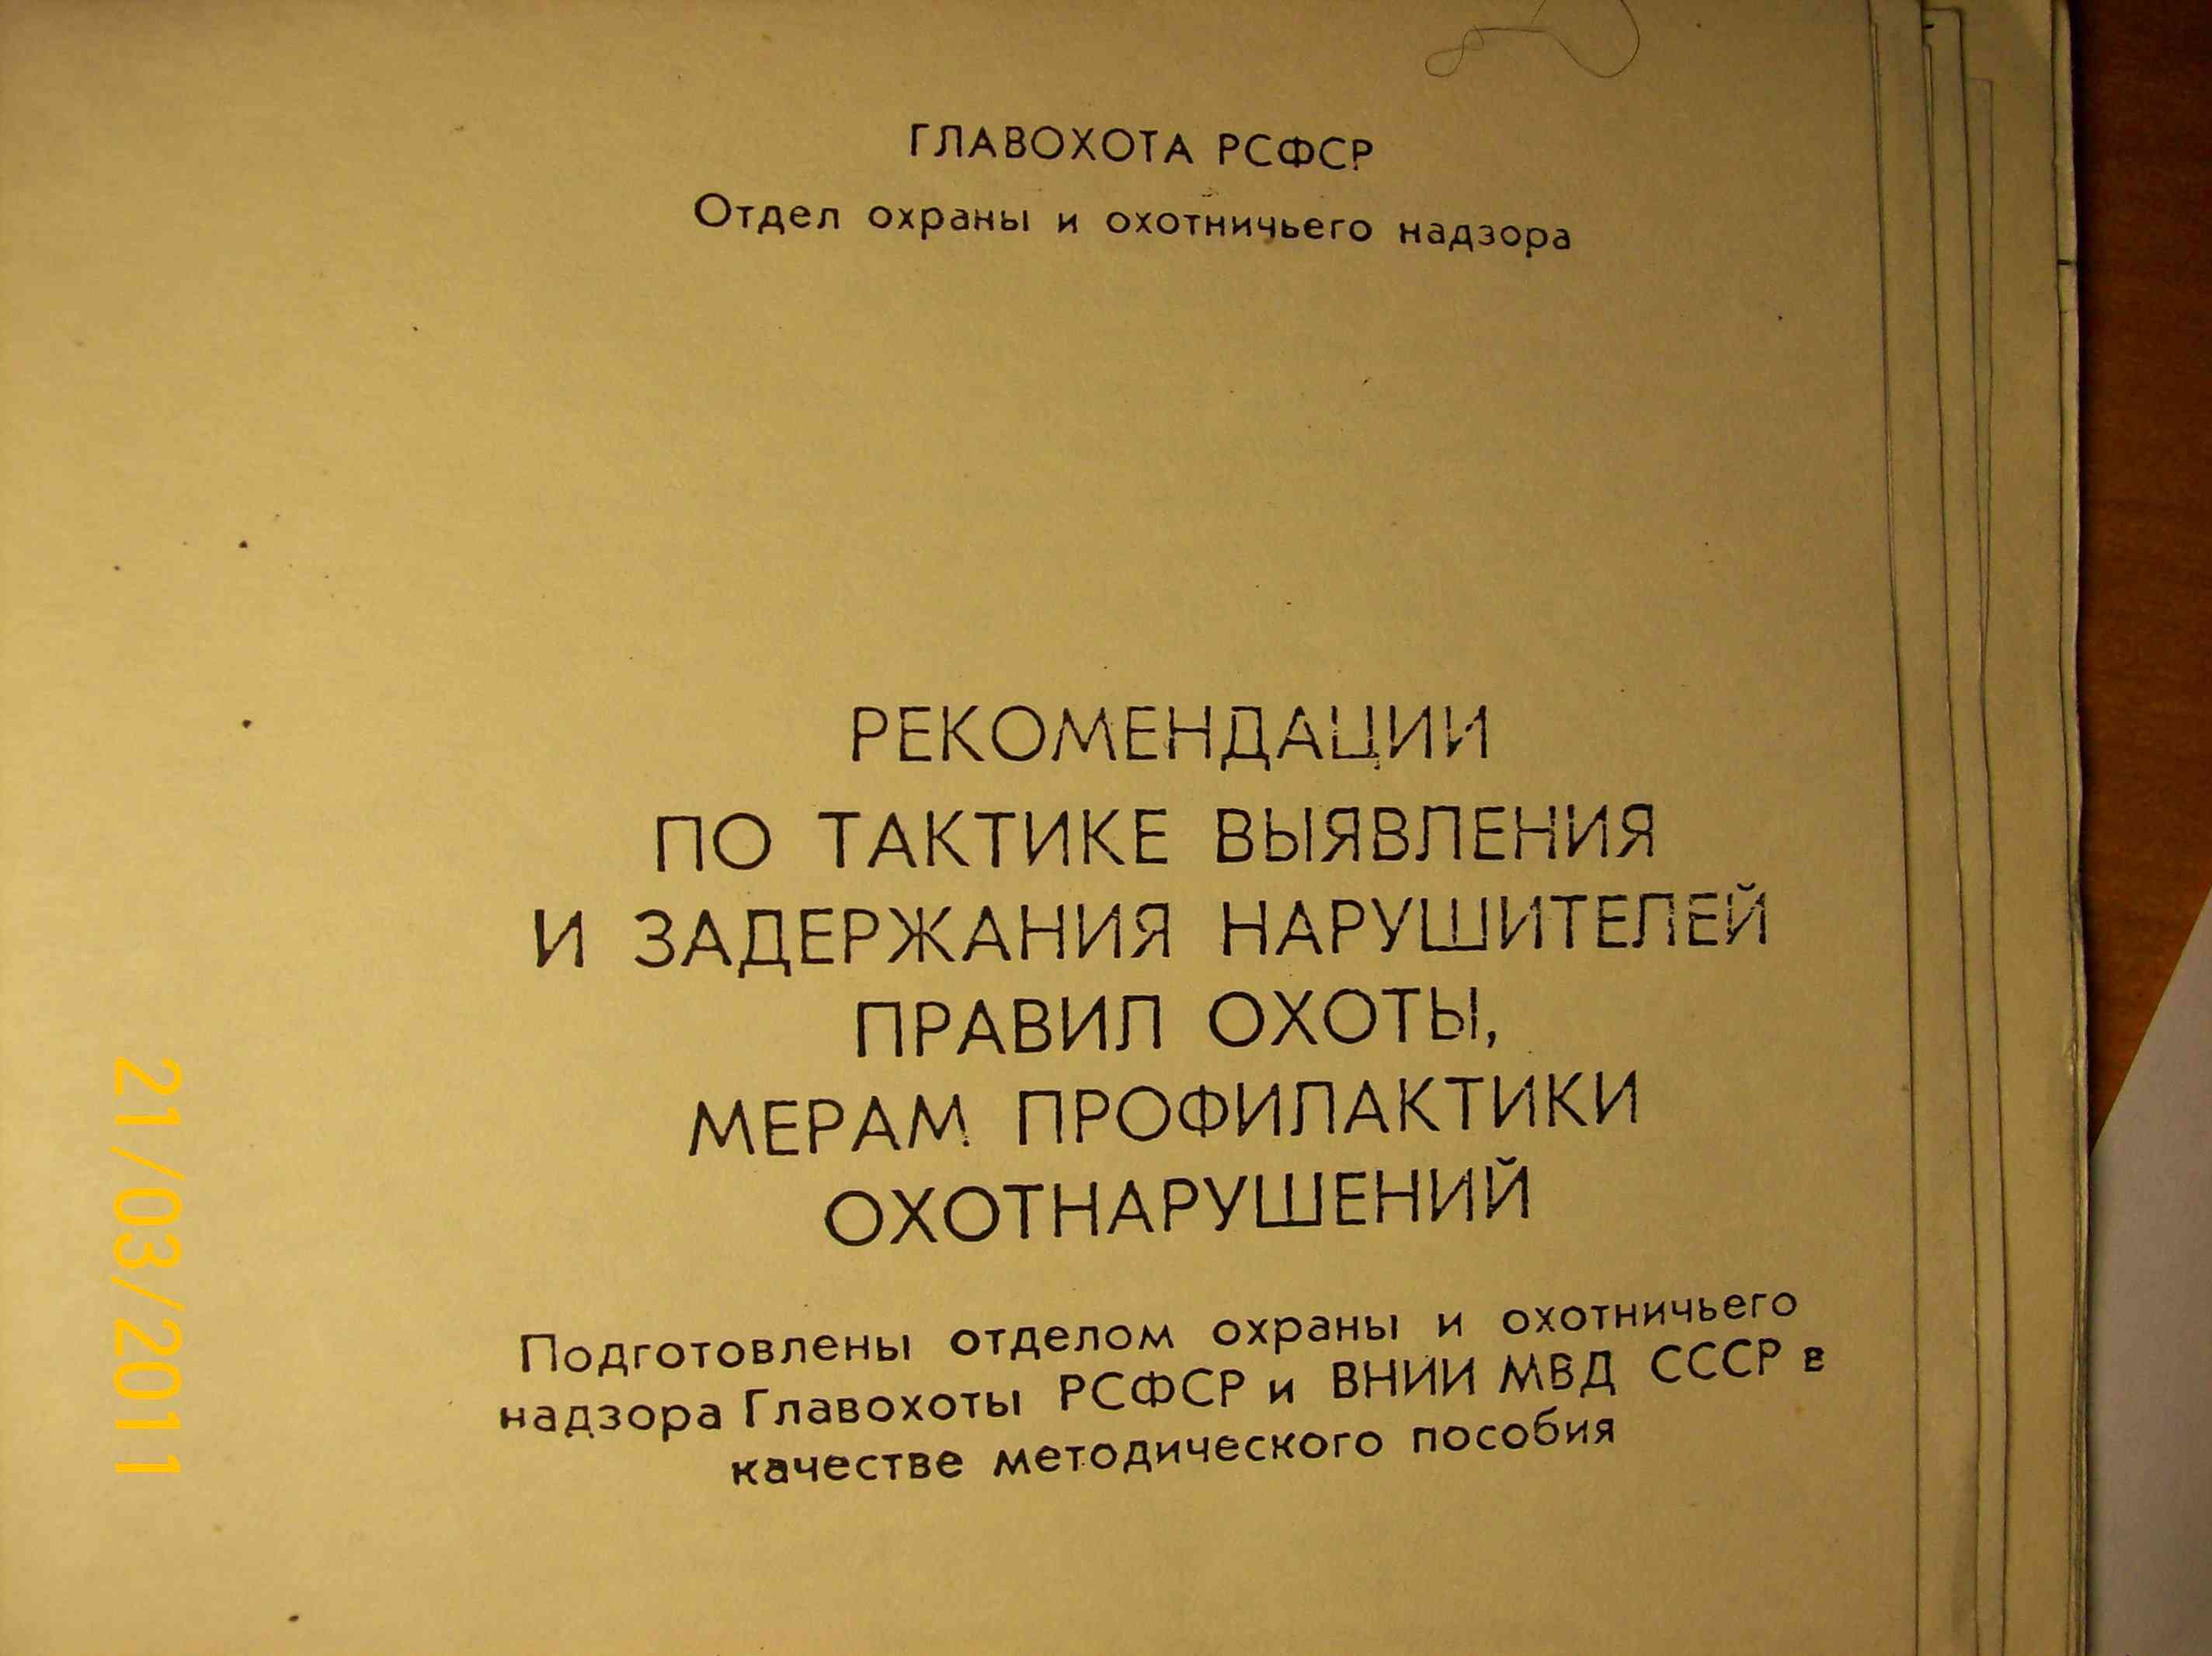 ГЛАВОХОТА РСФСР
Отдел охраны и охотничьего надзора
РЕКОМЕНДАЦИИ
ПО ТАКТИКЕ ВЫЯВЛЕНИЯ
И ЗАДЕРЖАНИЯ НАРУШИТЕЛЕЙ
ПРАВИЛ ОХОТЫ,
МЕРАМ ПРОФИЛАКТИКИ
ОХОТНАРУШЕНИЙ
Подготовлены отделом охраны и охотничьего
надзора Главохоты РСФСР и ВНИИ МВД СССР в
качестве методического пособия
21/03/2011